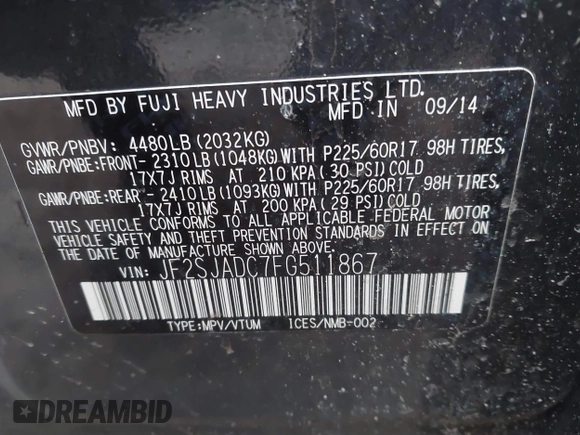 MFD BY FUJI HEAVY INDUSTRIES LTD.
MFD IN 09/14
GVWR/PNBV: 4480LB(2032KG)
GAWR/PNBE:FRONT-2310LB(1048KG)WITH P225/60R17 98H TIRES,
17X7J RIMS AT 210 KPA(30 PSI)COLD
GAWR/PNBE:REAR -2410LB(1093KG)WITH P225/60R17 98H TIRES,
17X7J RIMS AT 200 KPA(29 PSI)COLD
THIS VEHICLE CONFORMS TO ALL APPLICABLE FEDERAL MOTOR
VEHICLE SAFETY AND THEFT PREVENTION STANDARDS IN EFFECT ON
THE DATE OF MANUFACTURE SHOWN ABOVE.
VIN: JF2SJADC7FG511867
TYPE:MPV/VTUM ICES/NMB-002
DREAMBID